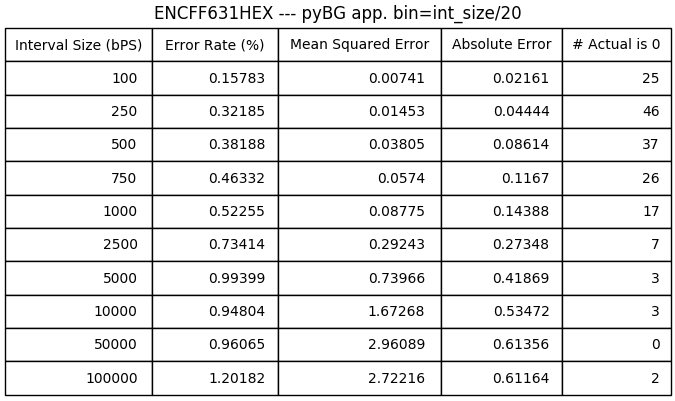 ENCFF631HEX --- pyBG app. bin=int_size/20
Interval Size (bPS) Error Rate (%) Mean Squared Error Absolute Error # Actual is 0
100 0.15783 0.00741 0.02161 25
250 0.32185 0.01453 0.04444 46
500 0.38188 0.03805 0.08614 37
750 0.46332 0.0574 0.1167 26
1000 0.52255 0.08775 0.14388 17
2500 0.73414 0.29243 0.27348 7
5000 0.99399 0.73966 0.41869 3
10000 0.94804 1.67268 0.53472 3
50000 0.96065 2.96089 0.61356 0
100000 1.20182 2.72216 0.61164 2